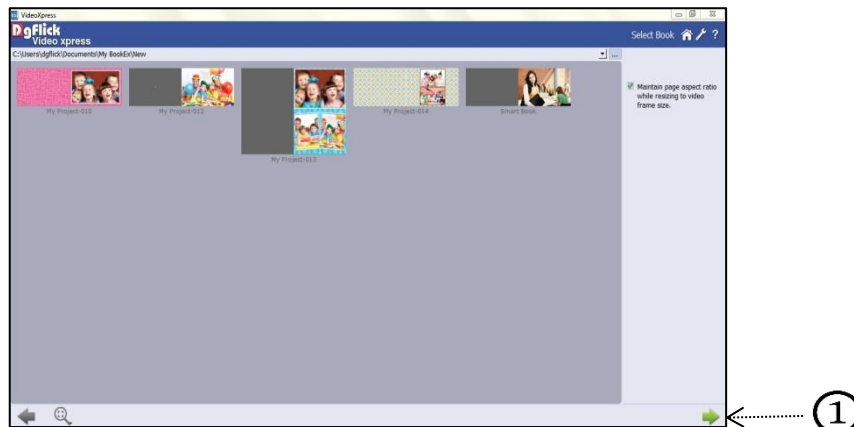 VideoXpress
DgFlick
Video xpress
Select Book ?
C:\Users\dgflick\Documents\My BookEx\New
...
Maintain page aspect ratio
while resizing to video
frame size.
My Project-010
My Project-012
My Project-014
Smart Book
My Project-013
1